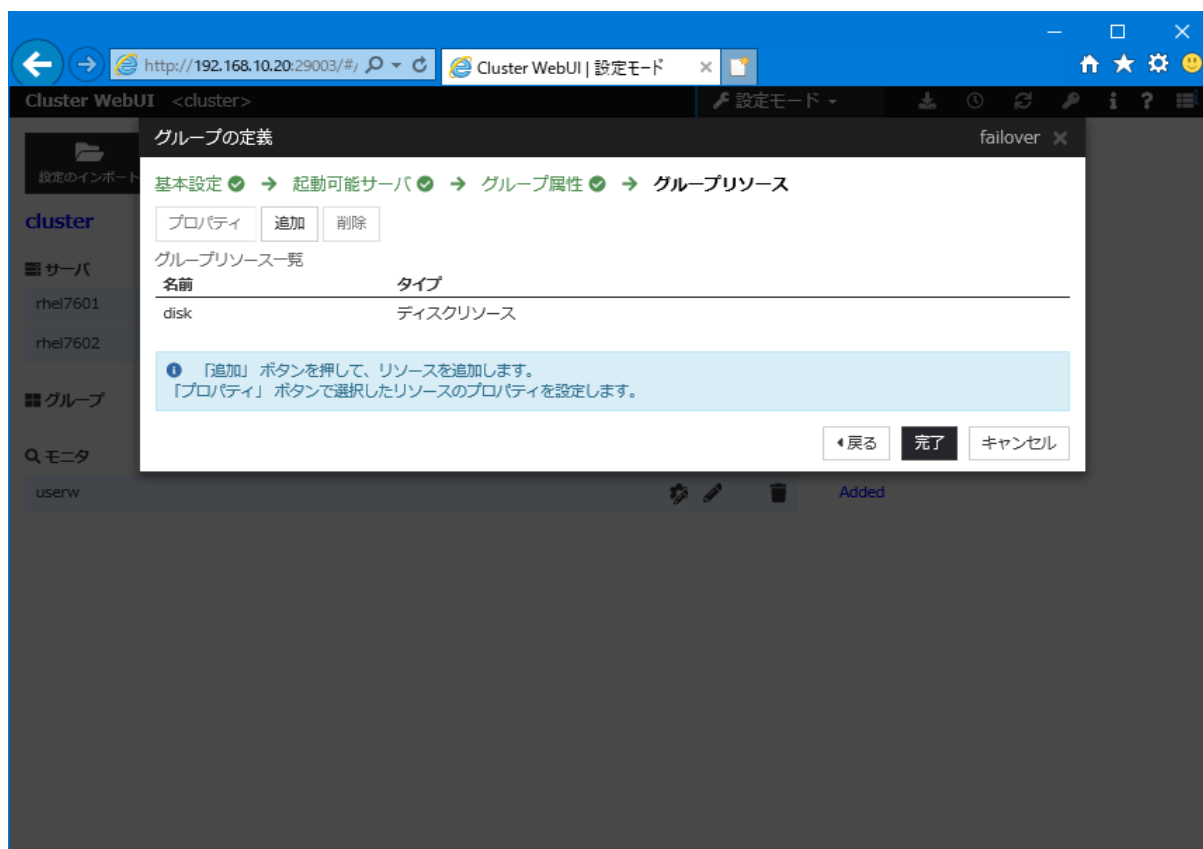 http://192.168.10.20:29003/#/
Cluster WebUI | 設定モード
Cluster WebUI <cluster>
設定モード
設定のインポート
グループの定義
failover
基本設定 → 起動可能サーバ → グループ属性 → グループリソース
プロパティ 追加 削除
グループリソース一覧
名前 タイプ
disk ディスクリソース
「追加」ボタンを押して、リソースを追加します。
「プロパティ」ボタンで選択したリソースのプロパティを設定します。
戻る 完了 キャンセル
cluster
サーバ
rhel7601
rhel7602
グループ
モニタ
userw Added